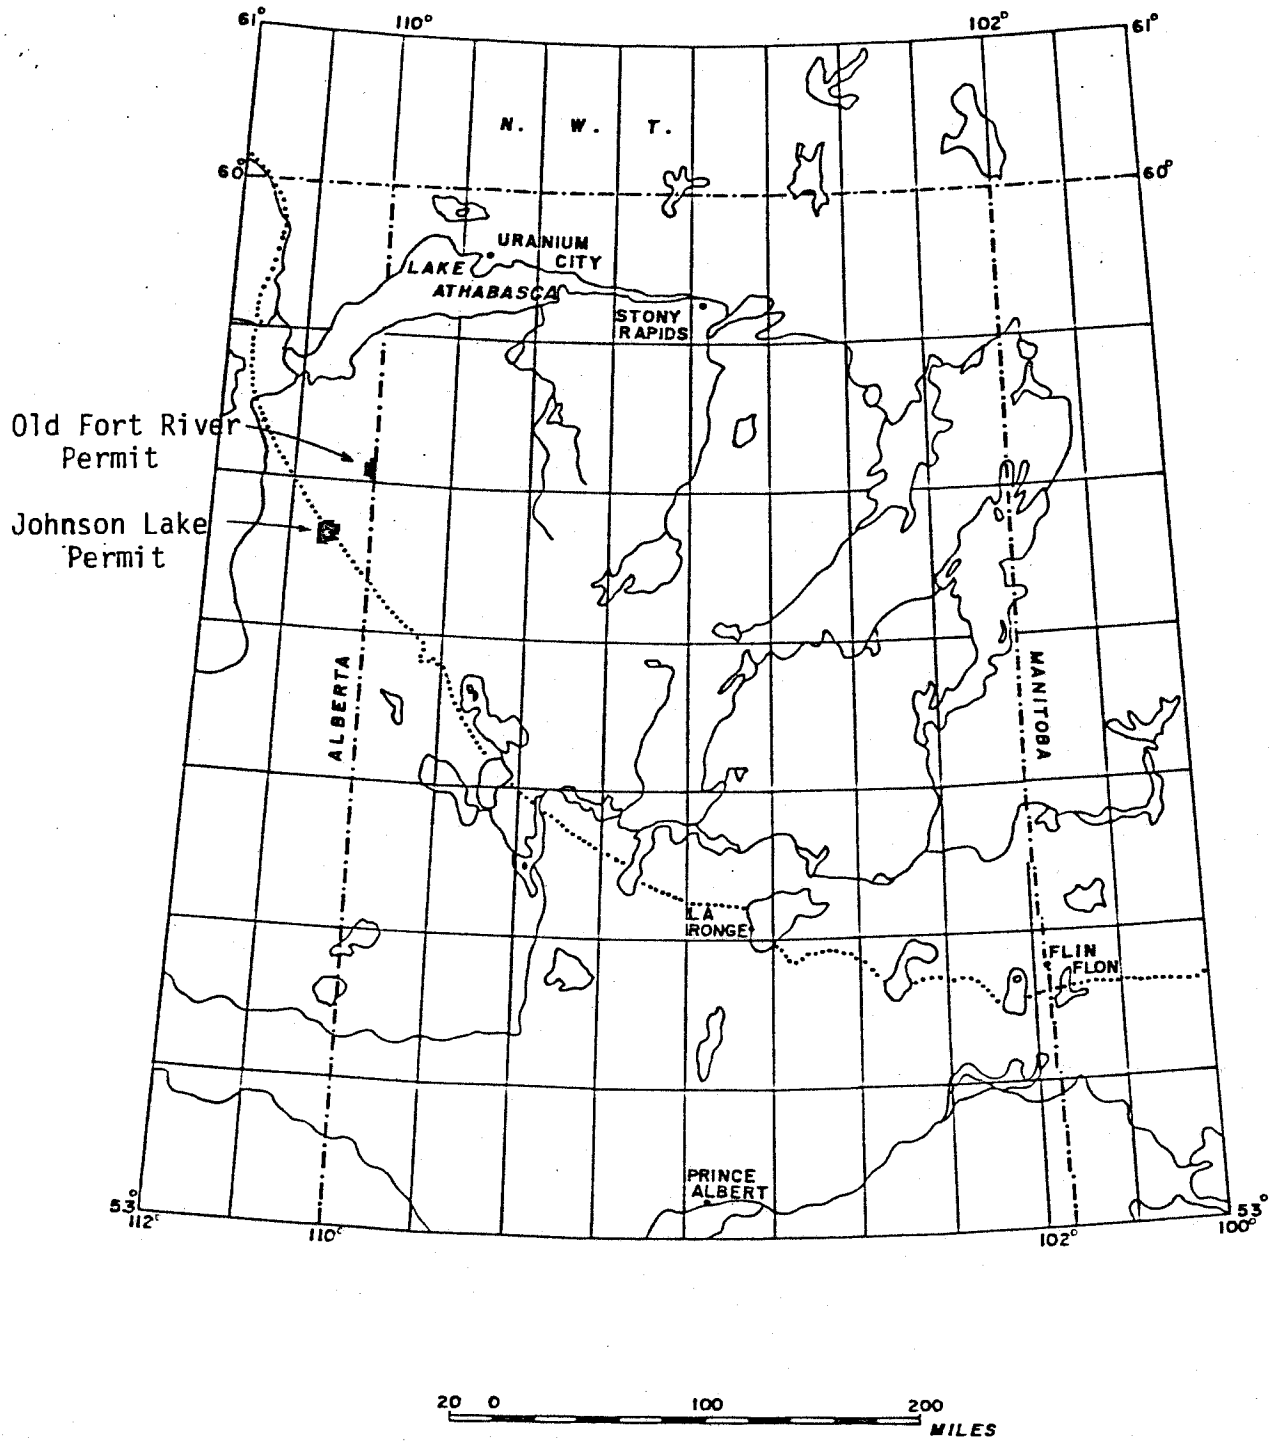 61°
110°
102°
61°
N. W. T.
60°
60°
URANIUM
CITY
LAKE
ATHABASCA
STONY
RAPIDS
Old Fort River
Permit
Johnson Lake
Permit
ALBERTA
MANITOBA
LA
RONGE
FLIN
FLON
PRINCE
ALBERT
53°
112°
110°
102°
53°
100°
20 0 100 200
MILES